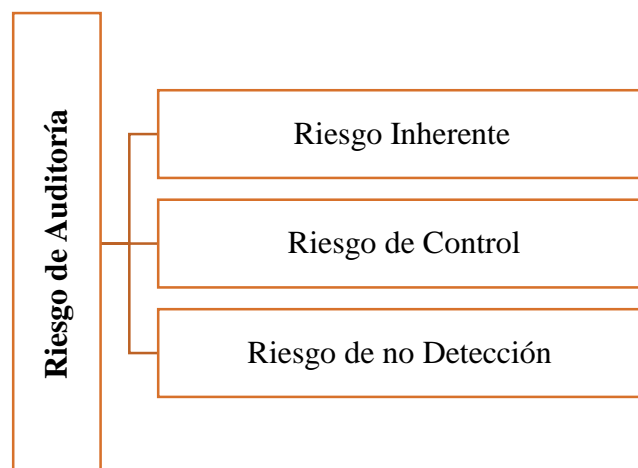 Riesgo de Auditoría
Riesgo Inherente
Riesgo de Control
Riesgo de no Detección